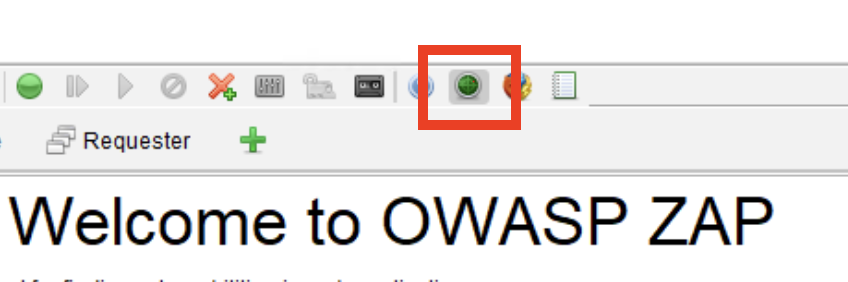 Requester
Welcome to OWASP ZAP